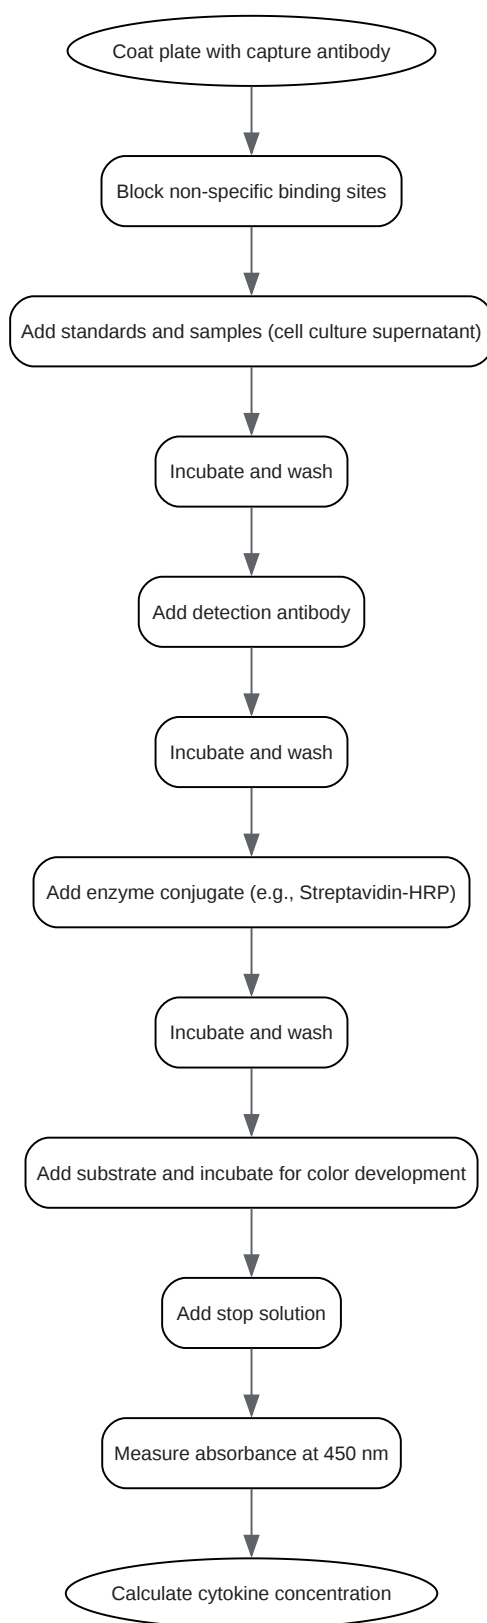 Coat plate with capture antibody
Block non-specific binding sites
Add standards and samples (cell culture supernatant)
Incubate and wash
Add detection antibody
Incubate and wash
Add enzyme conjugate (e.g., Streptavidin-HRP)
Incubate and wash
Add substrate and incubate for color development
Add stop solution
Measure absorbance at 450 nm
Calculate cytokine concentration